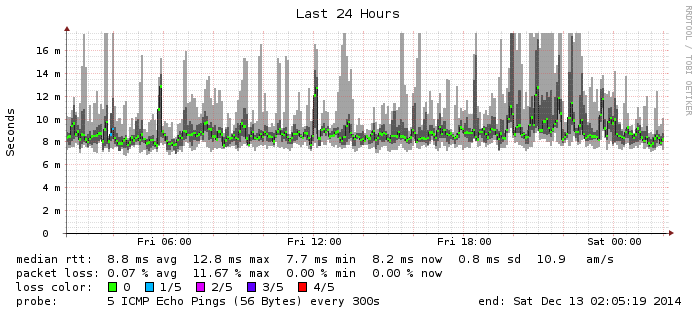 Last 24 Hours
RRDTOOL / TOBI OETIKER
Seconds
16 m
14 m
12 m
10 m
8 m
6 m
4 m
2 m
0
Fri 06:00 Fri 12:00 Fri 18:00 Sat 00:00
median rtt: 8.8 ms avg 12.8 ms max 7.7 ms min 8.2 ms now 0.8 ms sd 10.9 am/s
packet loss: 0.07 % avg 11.67 % max 0.00 % min 0.00 % now
loss color: 0 1/5 2/5 3/5 4/5
probe: 5 ICMP Echo Pings (56 Bytes) every 300s end: Sat Dec 13 02:05:19 2014